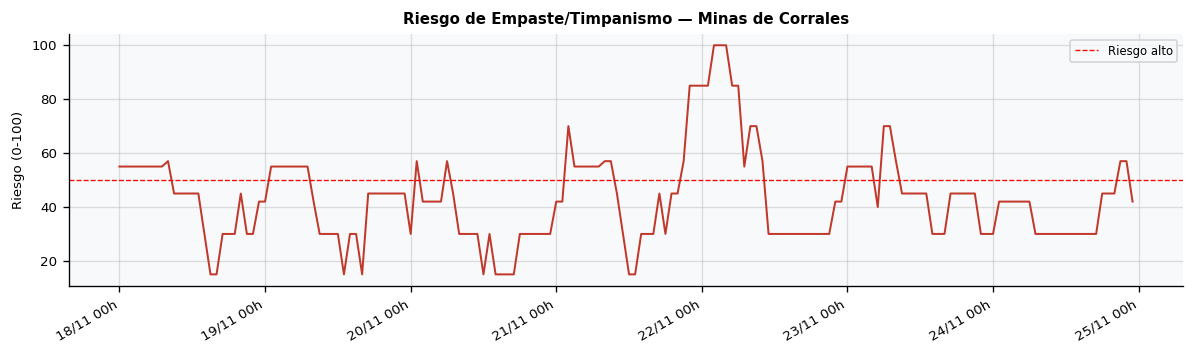 Riesgo de Empaste/Timpanismo — Minas de Corrales
Riesgo alto
Riesgo (0-100)
100
80
60
40
20
18/11 00h
19/11 00h
20/11 00h
21/11 00h
22/11 00h
23/11 00h
24/11 00h
25/11 00h